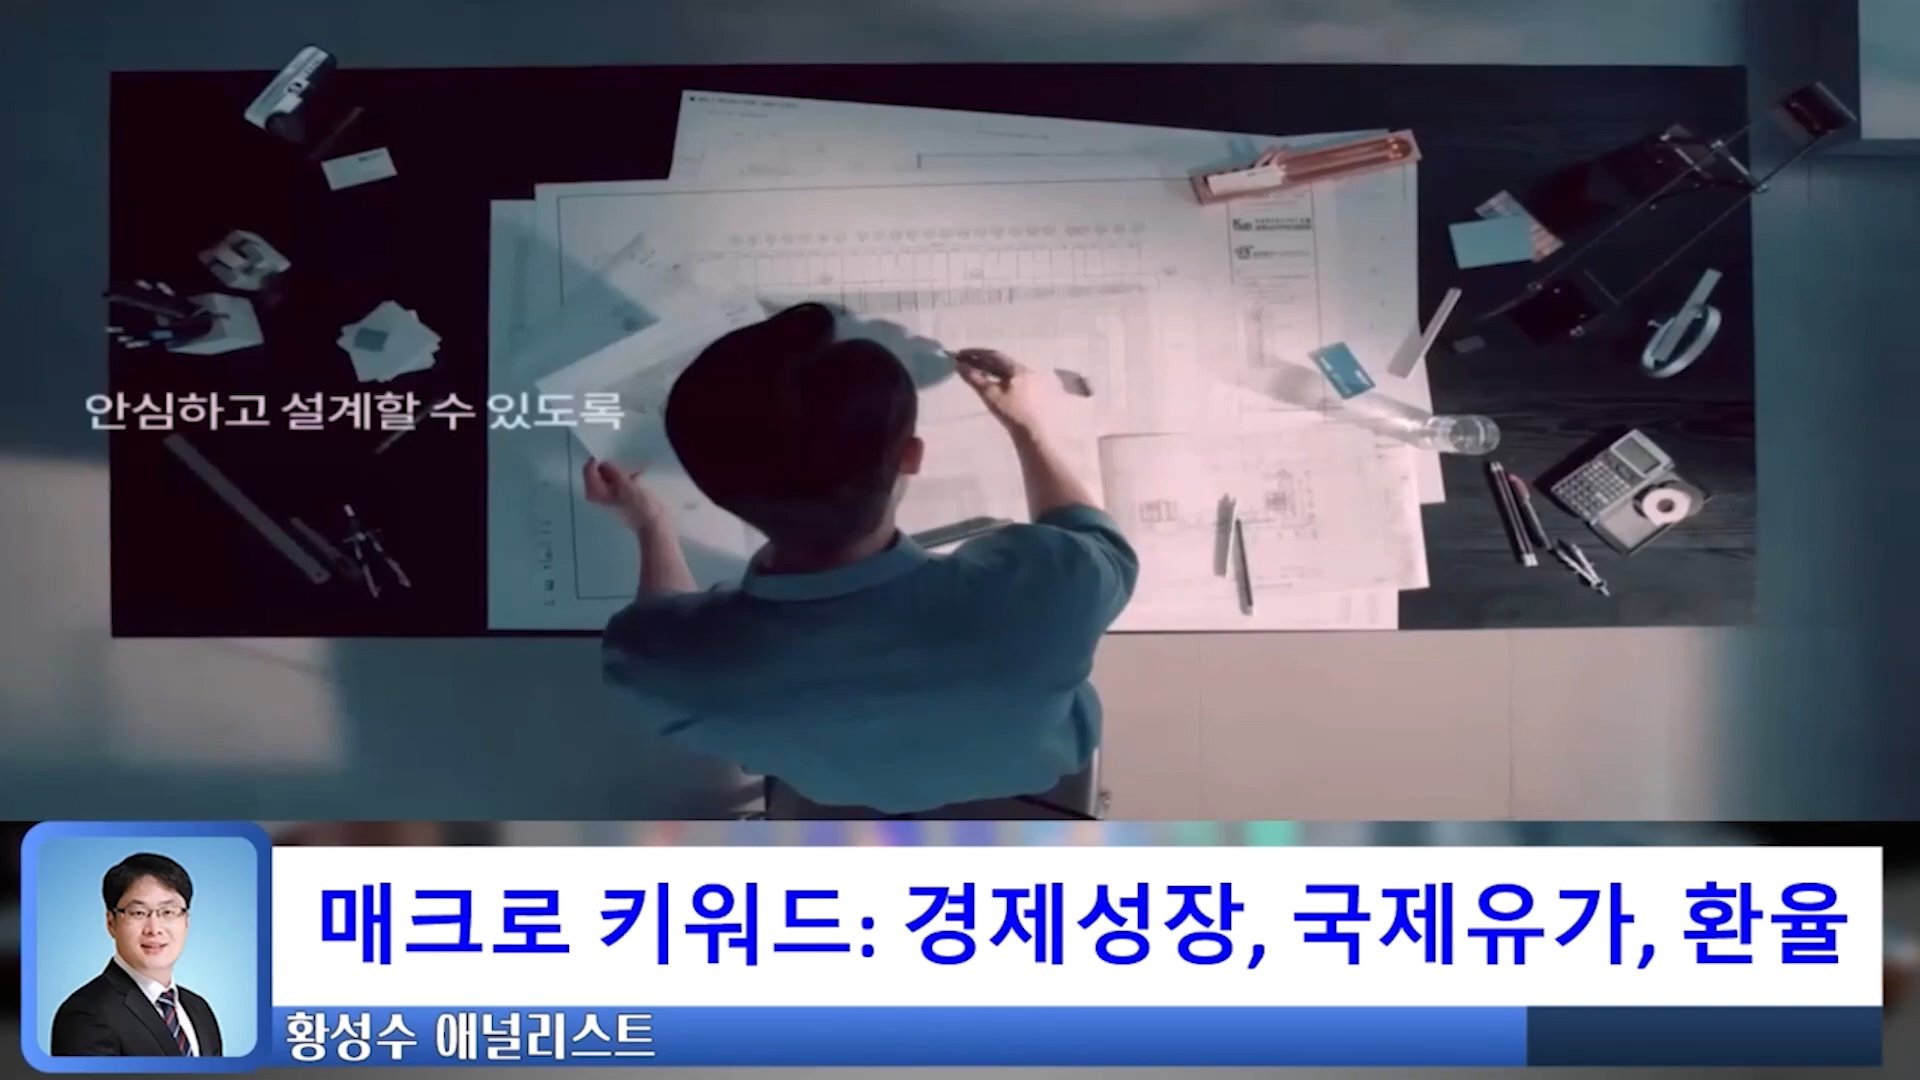 안심하고 설계할 수 있도록
매크로 키워드: 경제성장, 국제유가, 환율
황성수 애널리스트